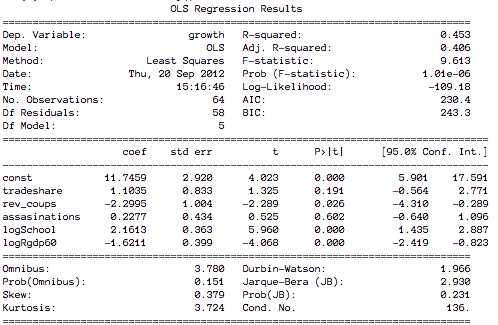 OLS Regression Results
==============================================================================
Dep. Variable: growth R-squared: 0.453
Model: OLS Adj. R-squared: 0.406
Method: Least Squares F-statistic: 9.613
Date: Thu, 20 Sep 2012 Prob (F-statistic): 1.01e-06
Time: 15:16:46 Log-Likelihood: -109.18
No. Observations: 64 AIC: 230.4
Df Residuals: 58 BIC: 243.3
Df Model: 5
==============================================================================
coef std err t P>|t| [95.0% Conf. Int.]
------------------------------------------------------------------------------
const 11.7459 2.920 4.023 0.000 5.901 17.591
tradeshare 1.1035 0.833 1.325 0.191 -0.564 2.771
rev_coups -2.2995 1.004 -2.289 0.026 -4.310 -0.289
assasinations 0.2277 0.434 0.525 0.602 -0.640 1.096
logSchool 2.1613 0.363 5.960 0.000 1.435 2.887
logRgdp60 -1.6211 0.399 -4.068 0.000 -2.419 -0.823
==============================================================================
Omnibus: 3.780 Durbin-Watson: 1.966
Prob(Omnibus): 0.151 Jarque-Bera (JB): 2.930
Skew: 0.379 Prob(JB): 0.231
Kurtosis: 3.724 Cond. No. 136.
==============================================================================